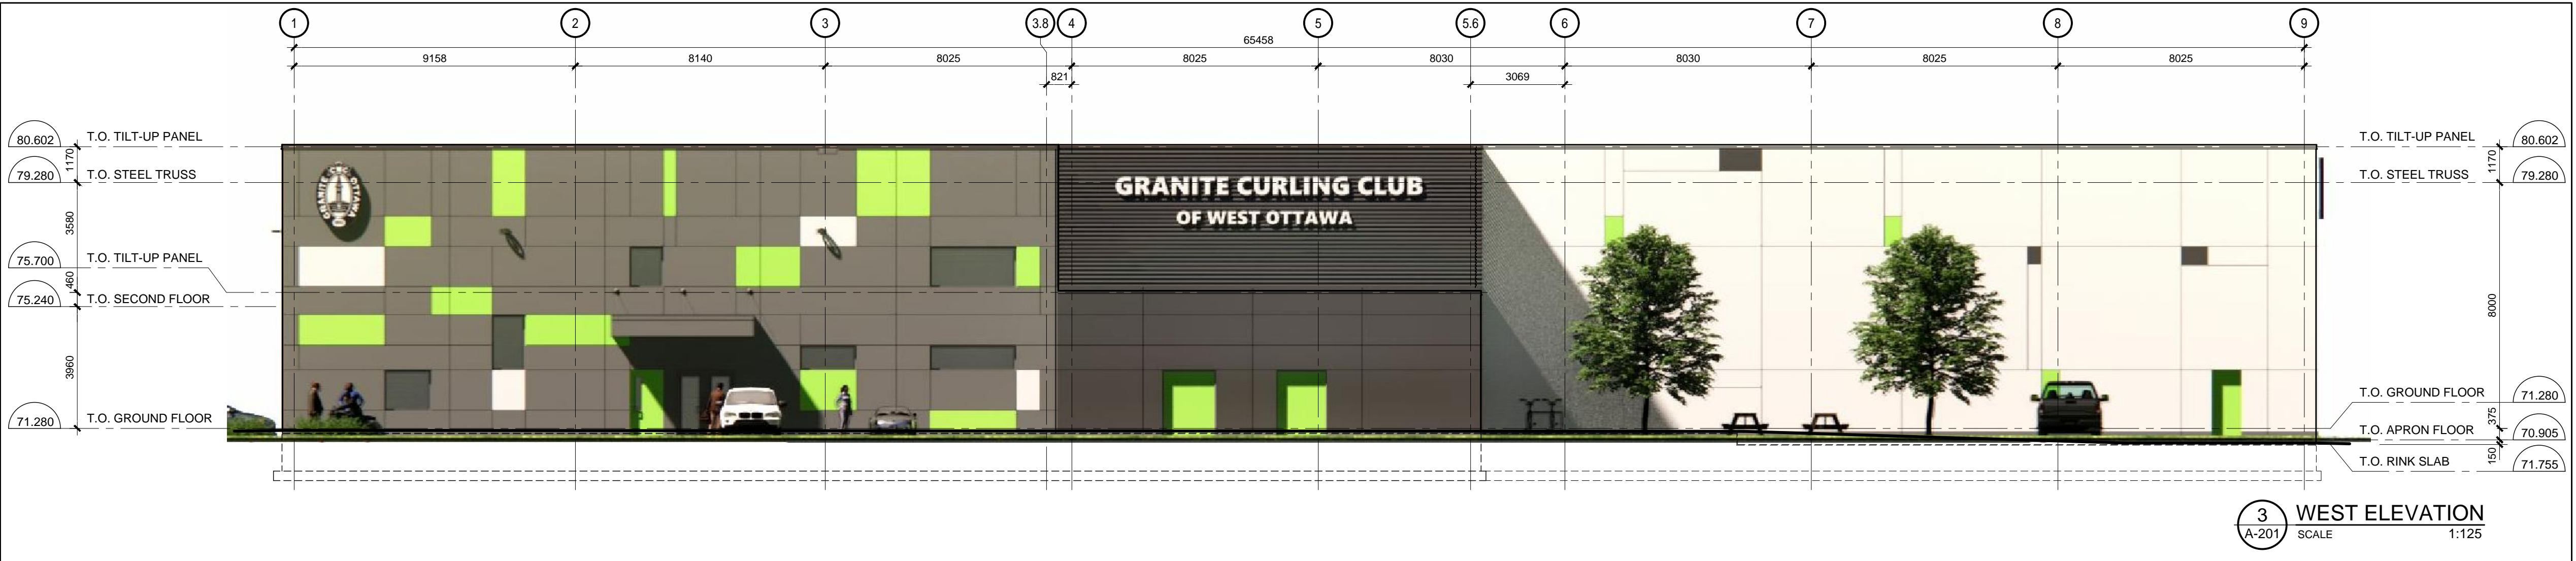 1 2 3 3.8 4 5 5.6 6 7 8 9
65458
9158 8140 8025 8025 8030 8030 8025 8025
821 3069
80.602 T.O. TILT-UP PANEL
1170
79.280 T.O. STEEL TRUSS
3580
75.700 T.O. TILT-UP PANEL
460
75.240 T.O. SECOND FLOOR
3960
71.280 T.O. GROUND FLOOR
GRANITE C.C. OTTAWA
GRANITE CURLING CLUB
OF WEST OTTAWA
T.O. TILT-UP PANEL 80.602
1170
T.O. STEEL TRUSS 79.280
8000
T.O. GROUND FLOOR 71.280
375
T.O. APRON FLOOR 70.905
150
T.O. RINK SLAB 71.755
3 WEST ELEVATION
A-201 SCALE 1:125